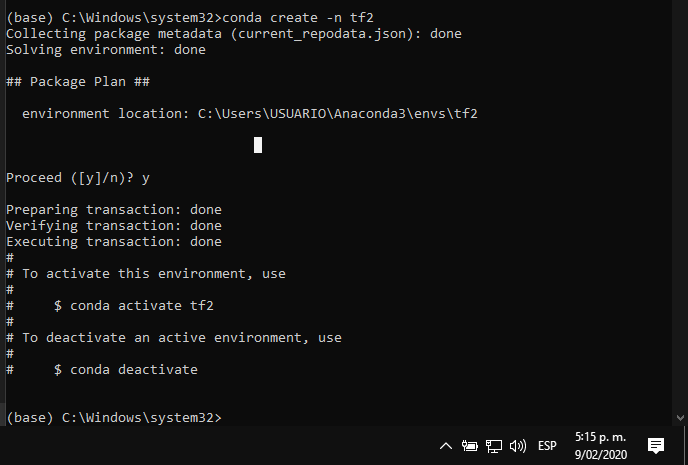 (base) C:\Windows\system32>conda create -n tf2
Collecting package metadata (current_repodata.json): done
Solving environment: done
## Package Plan ##
environment location: C:\Users\USUARIO\Anaconda3\envs\tf2
Proceed ([y]/n)? y
Preparing transaction: done
Verifying transaction: done
Executing transaction: done
#
# To activate this environment, use
#
#     $ conda activate tf2
#
# To deactivate an active environment, use
#
#     $ conda deactivate
(base) C:\Windows\system32>
ESP
5:15 p. m.
9/02/2020